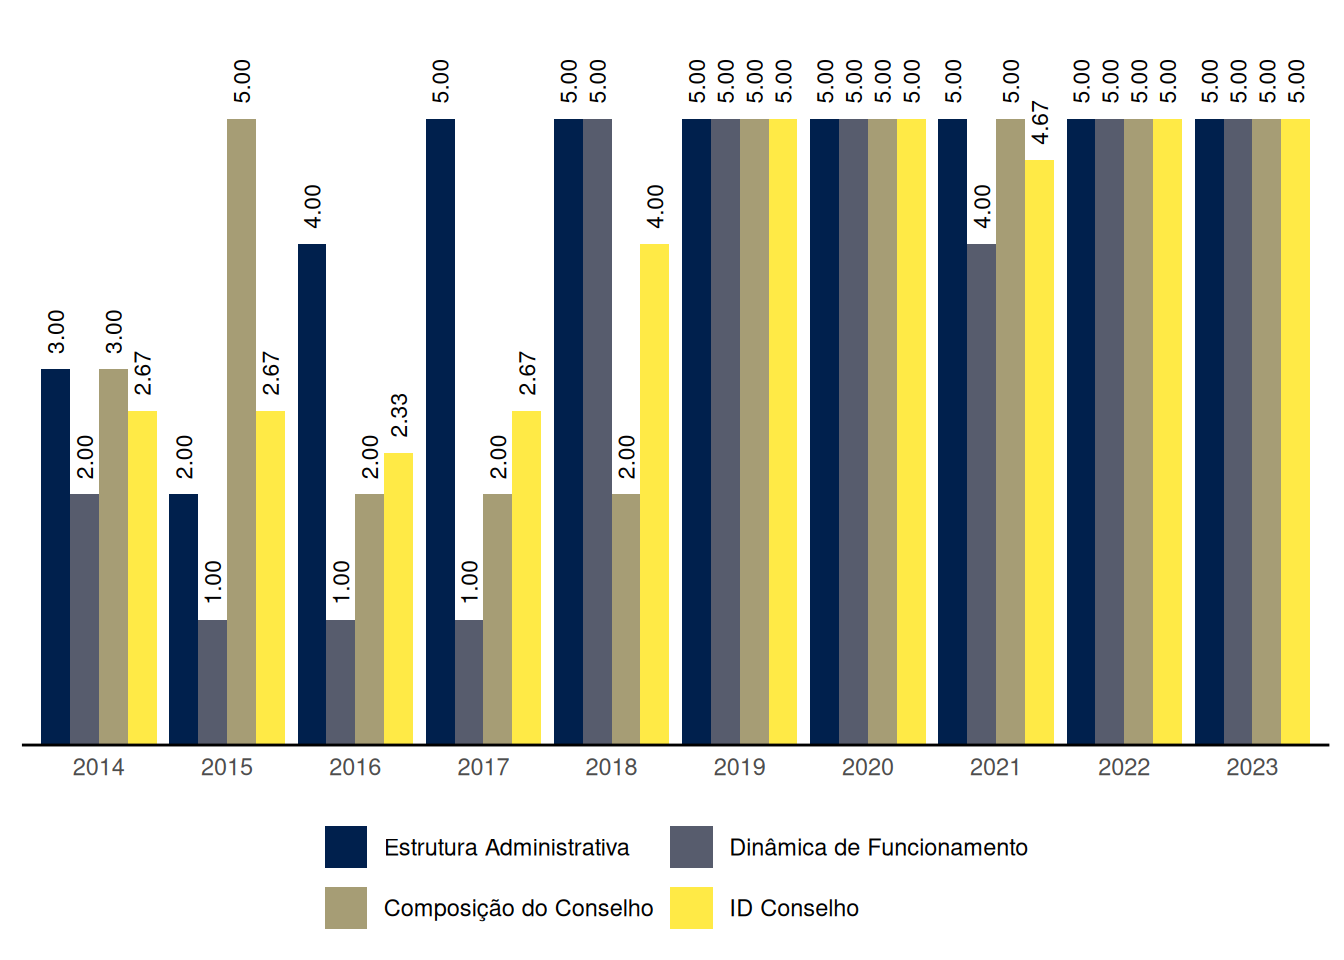 3.00 2.00 3.00 2.67 2.00 1.00 5.00 2.67 4.00 1.00 2.00 2.33 5.00 1.00 2.00 2.67 5.00 5.00 2.00 4.00 5.00 5.00 5.00 5.00 5.00 5.00 5.00 5.00 5.00 4.00 5.00 4.67 5.00 5.00 5.00 5.00 5.00 5.00 5.00 5.00
2014 2015 2016 2017 2018 2019 2020 2021 2022 2023
Estrutura Administrativa Dinâmica de Funcionamento
Composição do Conselho ID Conselho